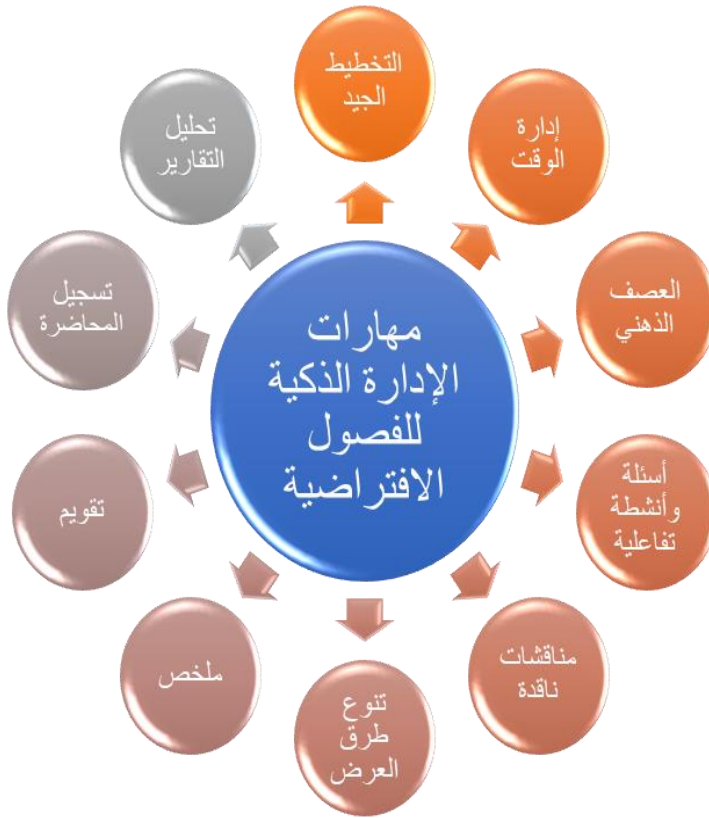 التخطيط
الجيد
إدارة
الوقت
العصف
الذهني
أسئلة
وأنشطة
تفاعلية
مناقشات
ناقدة
تنوع
طرق
العرض
ملخص
تقويم
تسجيل
المحاضرة
تحليل
التقارير
مهارات
الإدارة الذكية
للفصول
الافتراضية